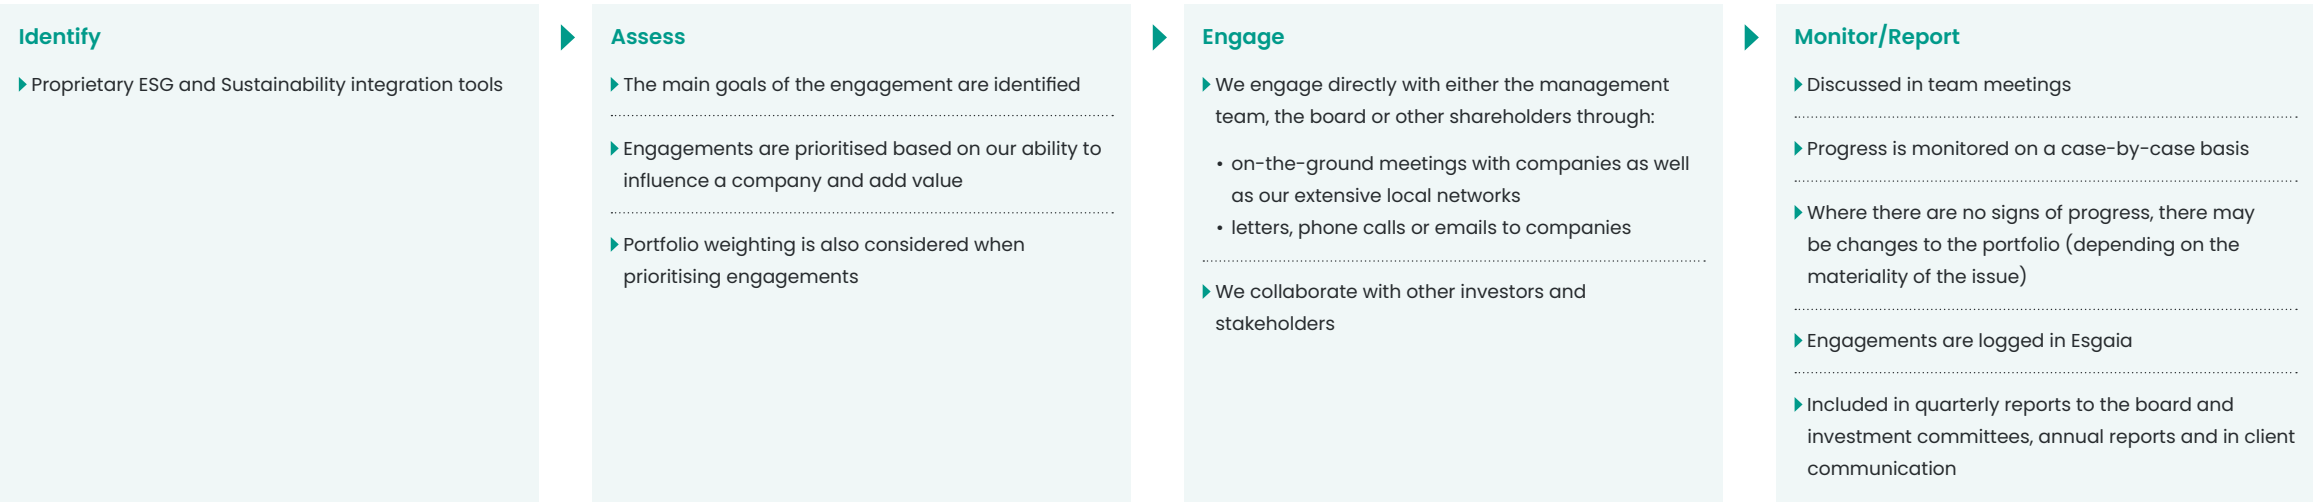 Identify
Proprietary ESG and Sustainability integration tools
Assess
The main goals of the engagement are identified
Engagements are prioritised based on our ability to
influence a company and add value
Portfolio weighting is also considered when
prioritising engagements
Engage
We engage directly with either the management
team, the board or other shareholders through:
• on-the-ground meetings with companies as well
as our extensive local networks
• letters, phone calls or emails to companies
We collaborate with other investors and
stakeholders
Monitor/Report
Discussed in team meetings
Progress is monitored on a case-by-case basis
Where there are no signs of progress, there may
be changes to the portfolio (depending on the
materiality of the issue)
Engagements are logged in Esgaia
Included in quarterly reports to the board and
investment committees, annual reports and in client
communication